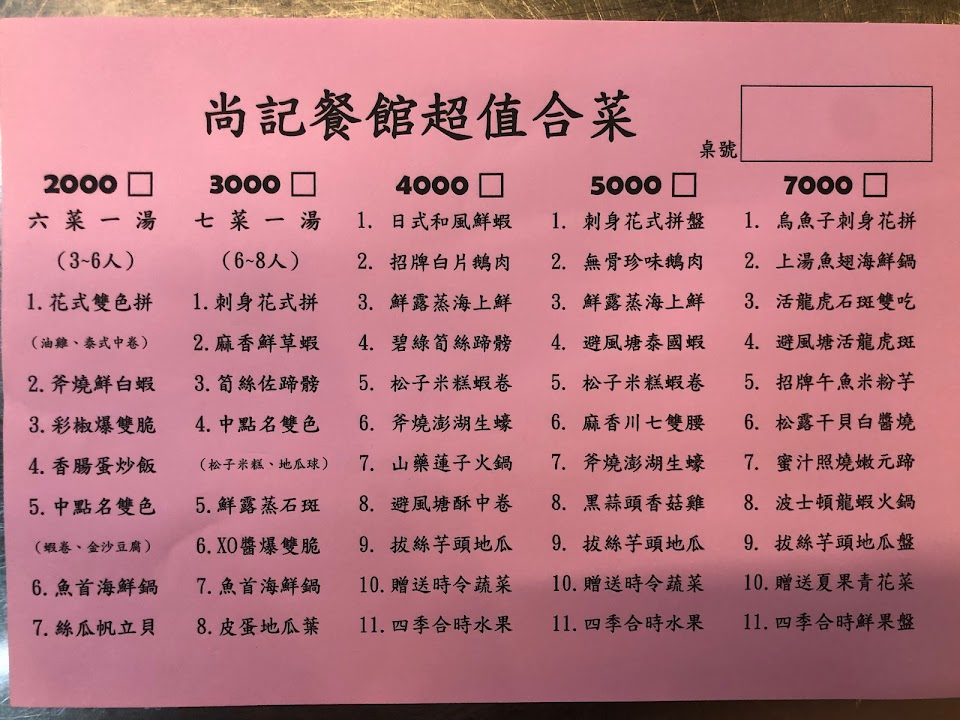 尚記餐館超值合菜
桌號
2000 □
六菜一湯
(3~6人)
1.花式雙色拼
(油雞、泰式中卷)
2.斧燒鮮白蝦
3.彩椒爆雙脆
4.香腸蛋炒飯
5.中點名雙色
(蝦卷、金沙豆腐)
6.魚首海鮮鍋
7.絲瓜帆立貝
3000 □
七菜一湯
(6~8人)
1.刺身花式拼
2.麻香鮮草蝦
3.筍絲佐蹄膀
4.中點名雙色
(松子米糕、地瓜球)
5.鮮露蒸石斑
6.XO醬爆雙脆
7.魚首海鮮鍋
8.皮蛋地瓜葉
4000 □
1. 日式和風鮮蝦
2. 招牌白片鵝肉
3. 鮮露蒸海上鮮
4. 碧綠筍絲蹄膀
5. 松子米糕蝦卷
6. 斧燒澎湖生蠔
7. 山藥蓮子火鍋
8. 避風塘酥中卷
9. 拔絲芋頭地瓜
10. 贈送時令蔬菜
11. 四季合時水果
5000 □
1. 刺身花式拼盤
2. 無骨珍味鵝肉
3. 鮮露蒸海上鮮
4. 避風塘泰國蝦
5. 松子米糕蝦卷
6. 麻香川七雙腰
7. 斧燒澎湖生蠔
8. 黑蒜頭香菇雞
9. 拔絲芋頭地瓜
10. 贈送時令蔬菜
11. 四季合時水果
7000 □
1. 烏魚子刺身花拼
2. 上湯魚翅海鮮鍋
3. 活龍虎石斑雙吃
4. 避風塘活龍虎斑
5. 招牌午魚米粉芋
6. 松露干貝白醬燒
7. 蜜汁照燒嫩元蹄
8. 波士頓龍蝦火鍋
9. 拔絲芋頭地瓜盤
10. 贈送夏果青花菜
11. 四季合時鮮果盤